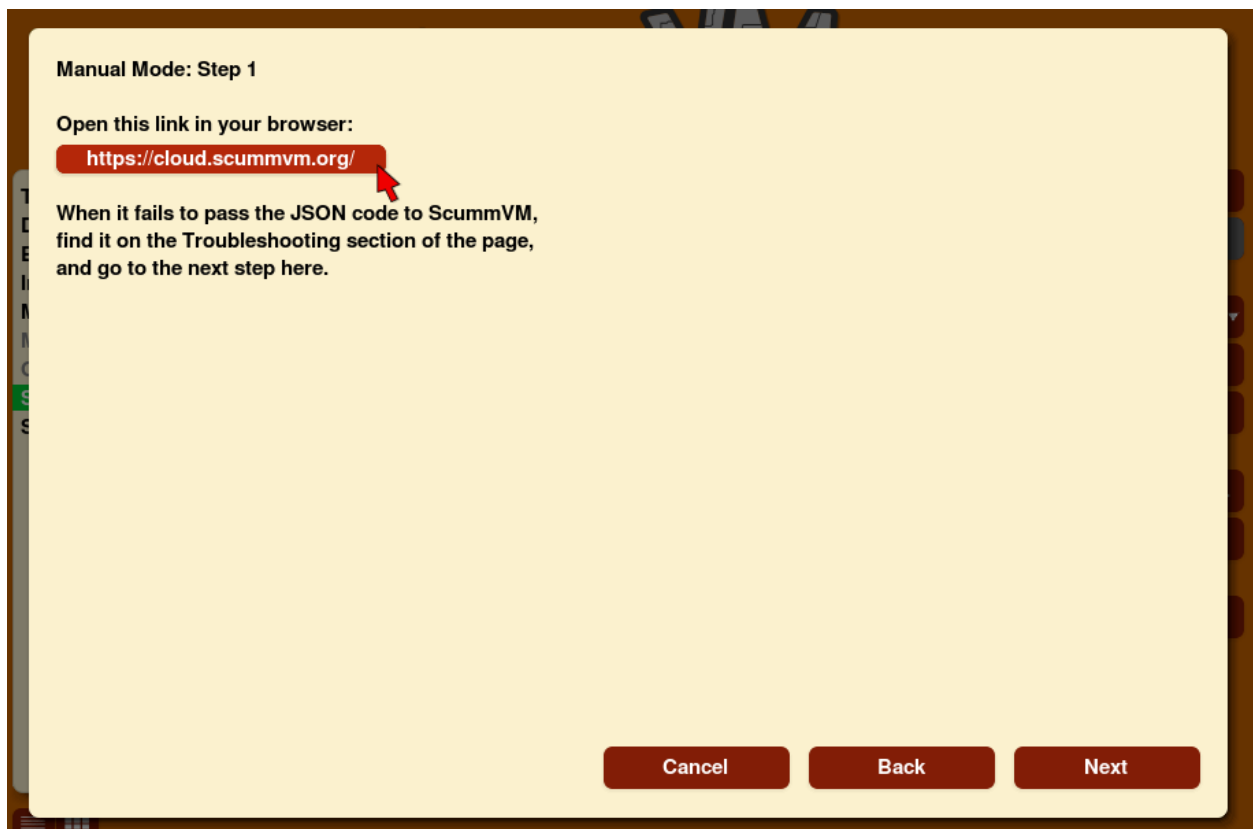 Manual Mode: Step 1
Open this link in your browser:
https://cloud.scummvm.org/
When it fails to pass the JSON code to ScummVM,
find it on the Troubleshooting section of the page,
and go to the next step here.
Cancel
Back
Next